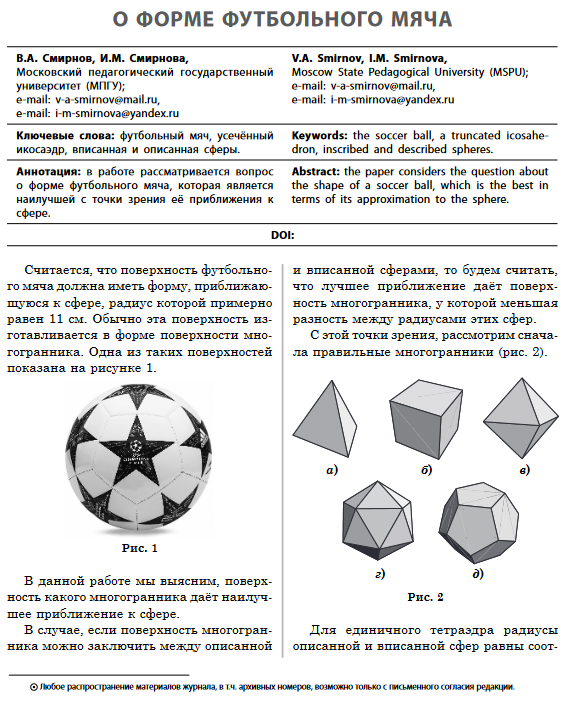 О ФОРМЕ ФУТБОЛЬНОГО МЯЧА
В.А. Смирнов, И.М. Смирнова,
Московский педагогический государственный
университет (МПГУ);
e-mail: v-a-smirnov@mail.ru,
e-mail: i-m-smirnova@yandex.ru
V.A. Smirnov, I.M. Smirnova,
Moscow State Pedagogical University (MSPU);
e-mail: v-a-smirnov@mail.ru,
e-mail: i-m-smirnova@yandex.ru
Ключевые слова: футбольный мяч, усечённый
икосаэдр, вписанная и описанная сферы.
Keywords: the soccer ball, a truncated icosahe-
dron, inscribed and described spheres.
Аннотация: в работе рассматривается вопрос
о форме футбольного мяча, которая является
наилучшей с точки зрения её приближения к
сфере.
Abstract: the paper considers the question about
the shape of a soccer ball, which is the best in
terms of its approximation to the sphere.
DOI:
Считается, что поверхность футбольно-
го мяча должна иметь форму, приближаю-
щуюся к сфере, радиус которой примерно
равен 11 см. Обычно эта поверхность из-
готавливается в форме поверхности мно-
гогранника. Одна из таких поверхностей
показана на рисунке 1.
Рис. 1
В данной работе мы выясним, поверх-
ность какого многогранника даёт наилуч-
шее приближение к сфере.
В случае, если поверхность многогран-
ника можно заключить между описанной
и вписанной сферами, то будем считать,
что лучшее приближение даёт поверх-
ность многогранника, у которой меньшая
разность между радиусами этих сфер.
С этой точки зрения, рассмотрим снача-
ла правильные многогранники (рис. 2).
а)
б)
в)
г)
д)
Рис. 2
Для единичного тетраэдра радиусы
описанной и вписанной сфер равны соот-
Любое распространение материалов журнала, в т.ч. архивных номеров, возможно только с письменного согласия редакции.